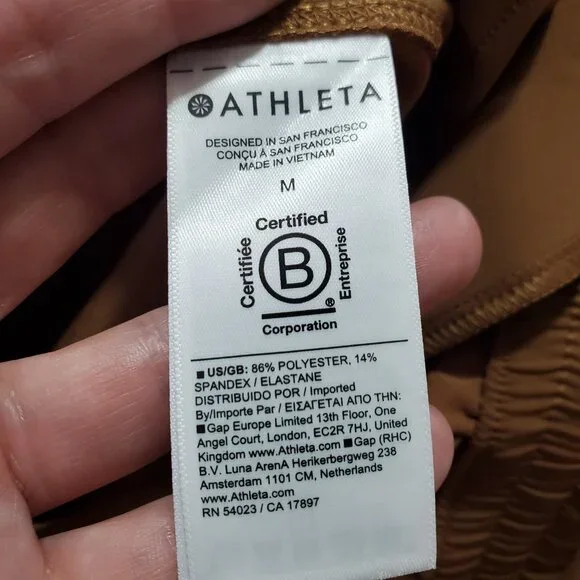 ATHLETA
DESIGNED IN SAN FRANCISCO
CONÇU À SAN FRANCISCO
MADE IN VIETNAM
M
Certified
Certifiée
B
Entreprise
®
Corporation
■ US/GB: 86% POLYESTER, 14%
SPANDEX / ELASTANE
DISTRIBUIDO POR / Imported
By/Importe Par / ΕΙΣΑΓΕΤΑΙ ΑΠΟ ΤΗΝ:
■ Gap Europe Limited 13th Floor, One
Angel Court, London, EC2R 7HJ, United
Kingdom www.Athleta.com ■ Gap (RHC)
B.V. Luna ArenA Herikerbergweg 238
Amsterdam 1101 CM, Netherlands
www.Athleta.com
RN 54023 / CA 17897